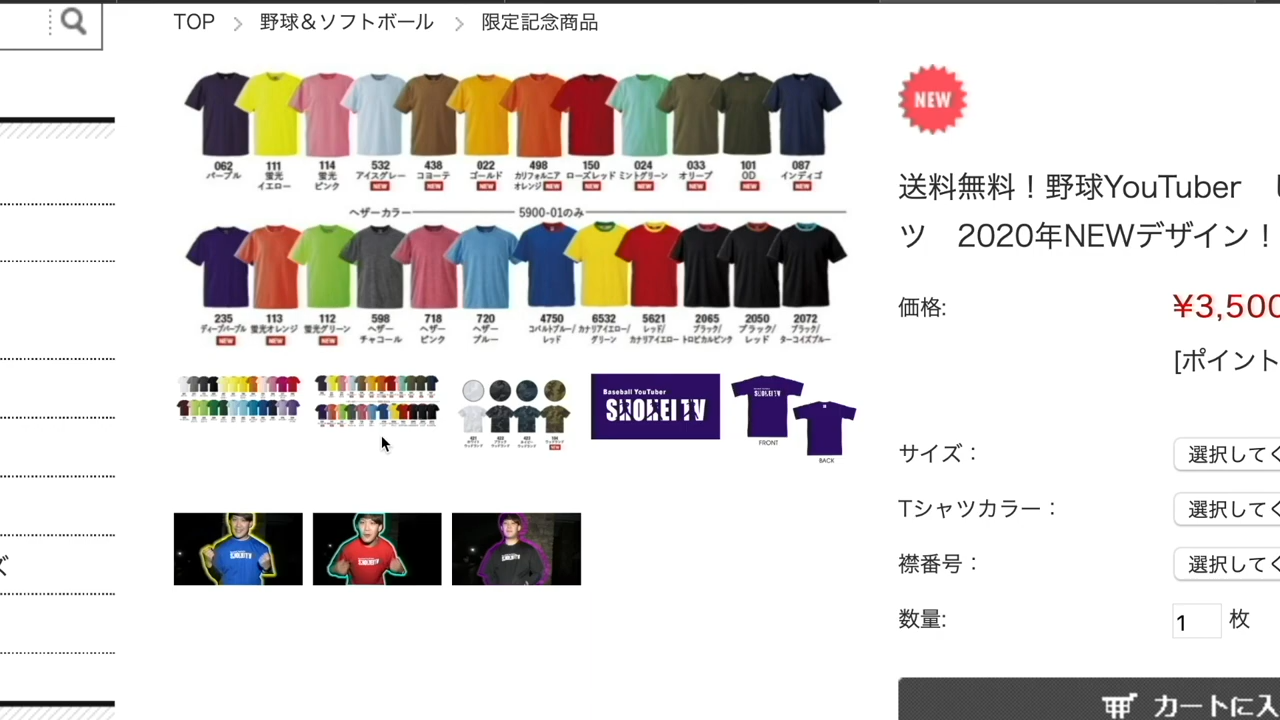 TOP > 野球&ソフトボール > 限定記念商品
NEW
062 111 114 532 438 022 498 150 024 033 101 087
パープル 蛍光イエロー 蛍光ピンク アイスグレー コヨーテ ゴールド カリフォルニアオレンジ ローズレッド ミントグリーン オリーブ OD インディゴ
NEW NEW NEW NEW NEW NEW NEW NEW NEW
ヘザーカラー 5900-01のみ
235 113 112 598 718 720 4750 6532 5621 2065 2050 2072
ディープパープル 蛍光オレンジ 蛍光グリーン ヘザーチャコール ヘザーピンク ヘザーブルー コバルトブルー/レッド カナリアイエロー/グリーン レッド/カナリアイエロー ブラック/トロピカルピンク ブラック/レッド ブラック/ターコイズブルー
NEW NEW NEW
Baseball YouTuber
SHOHEI TV
FRONT
BACK
送料無料！野球YouTuber
ツ 2020年NEWデザイン！
価格:
¥3,500
[ポイント
サイズ：
選択してく
Tシャツカラー：
選択してく
襟番号：
選択してく
数量:
1 枚
カートに入
ズ